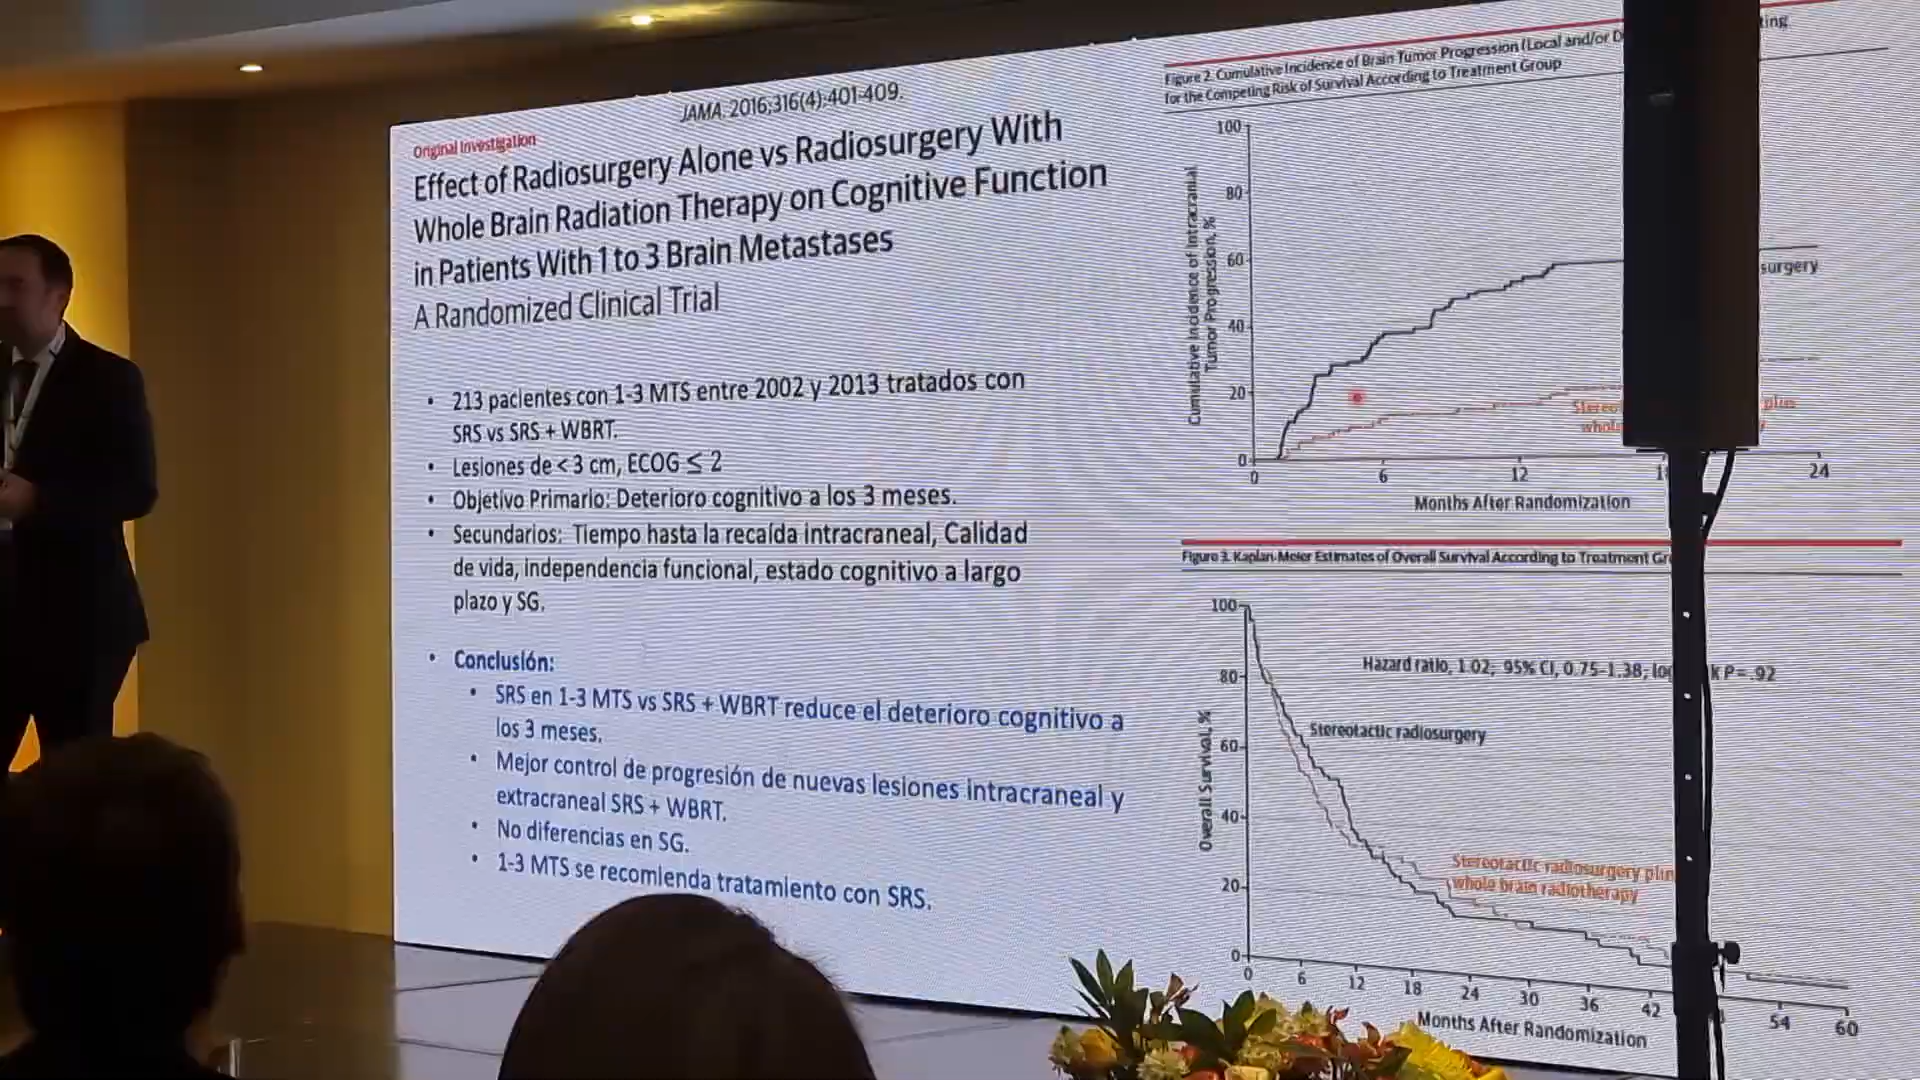 JAMA. 2016;316(4):401-409.
Original Investigation
Effect of Radiosurgery Alone vs Radiosurgery With
Whole Brain Radiation Therapy on Cognitive Function
in Patients With 1 to 3 Brain Metastases
A Randomized Clinical Trial
• 213 pacientes con 1-3 MTS entre 2002 y 2013 tratados con
SRS vs SRS + WBRT.
• Lesiones de < 3 cm, ECOG ≤ 2
• Objetivo Primario: Deterioro cognitivo a los 3 meses.
• Secundarios: Tiempo hasta la recaída intracraneal, Calidad
de vida, independencia funcional, estado cognitivo a largo
plazo y SG.
• Conclusión:
• SRS en 1-3 MTS vs SRS + WBRT reduce el deterioro cognitivo a
los 3 meses.
• Mejor control de progresión de nuevas lesiones intracraneal y
extracraneal SRS + WBRT.
• No diferencias en SG.
• 1-3 MTS se recomienda tratamiento con SRS.
Figure 2. Cumulative Incidence of Brain Tumor Progression (Local and/or
for the Competing Risk of Survival According to Treatment Group
Cumulative Incidence of Intracranial
Tumor Progression, %
100
80
60
40
20
0
surgery
plus
0 6 12 24
Months After Randomization
Figure 3. Kaplan-Meier Estimates of Overall Survival According to Treatment
Overall Survival, %
100
80
60
40
20
0
Hazard ratio, 1.02; 95% CI, 0.75-1.38; P=.92
Stereotactic radiosurgery
Stereotactic radiosurgery
whole brain radiotherapy
0 6 12 18 24 30 36 42 54 60
Months After Randomization